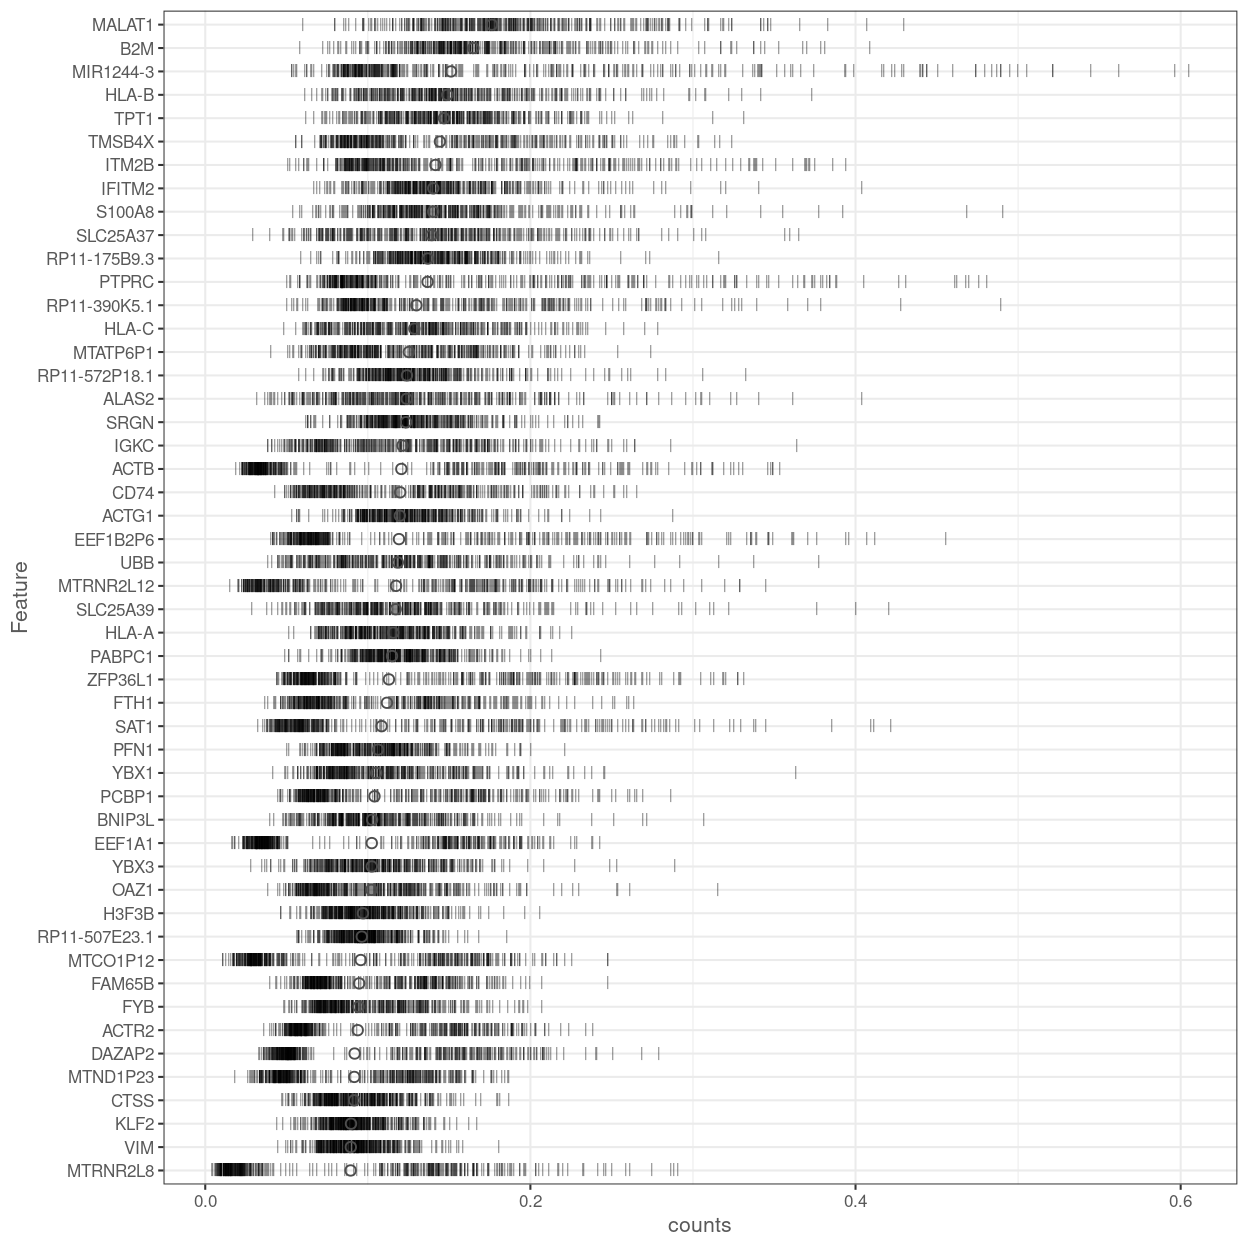 MALAT1
B2M
MIR1244-3
HLA-B
TPT1
TMSB4X
ITM2B
IFITM2
S100A8
SLC25A37
RP11-175B9.3
PTPRC
RP11-390K5.1
HLA-C
MTATP6P1
RP11-572P18.1
ALAS2
SRGN
IGKC
ACTB
CD74
ACTG1
EEF1B2P6
UBB
MTRNR2L12
SLC25A39
HLA-A
PABPC1
ZFP36L1
FTH1
SAT1
PFN1
YBX1
PCBP1
BNIP3L
EEF1A1
YBX3
OAZ1
H3F3B
RP11-507E23.1
MTCO1P12
FAM65B
FYB
ACTR2
DAZAP2
MTND1P23
CTSS
KLF2
VIM
MTRNR2L8
Feature
0.0 0.2 0.4 0.6
counts